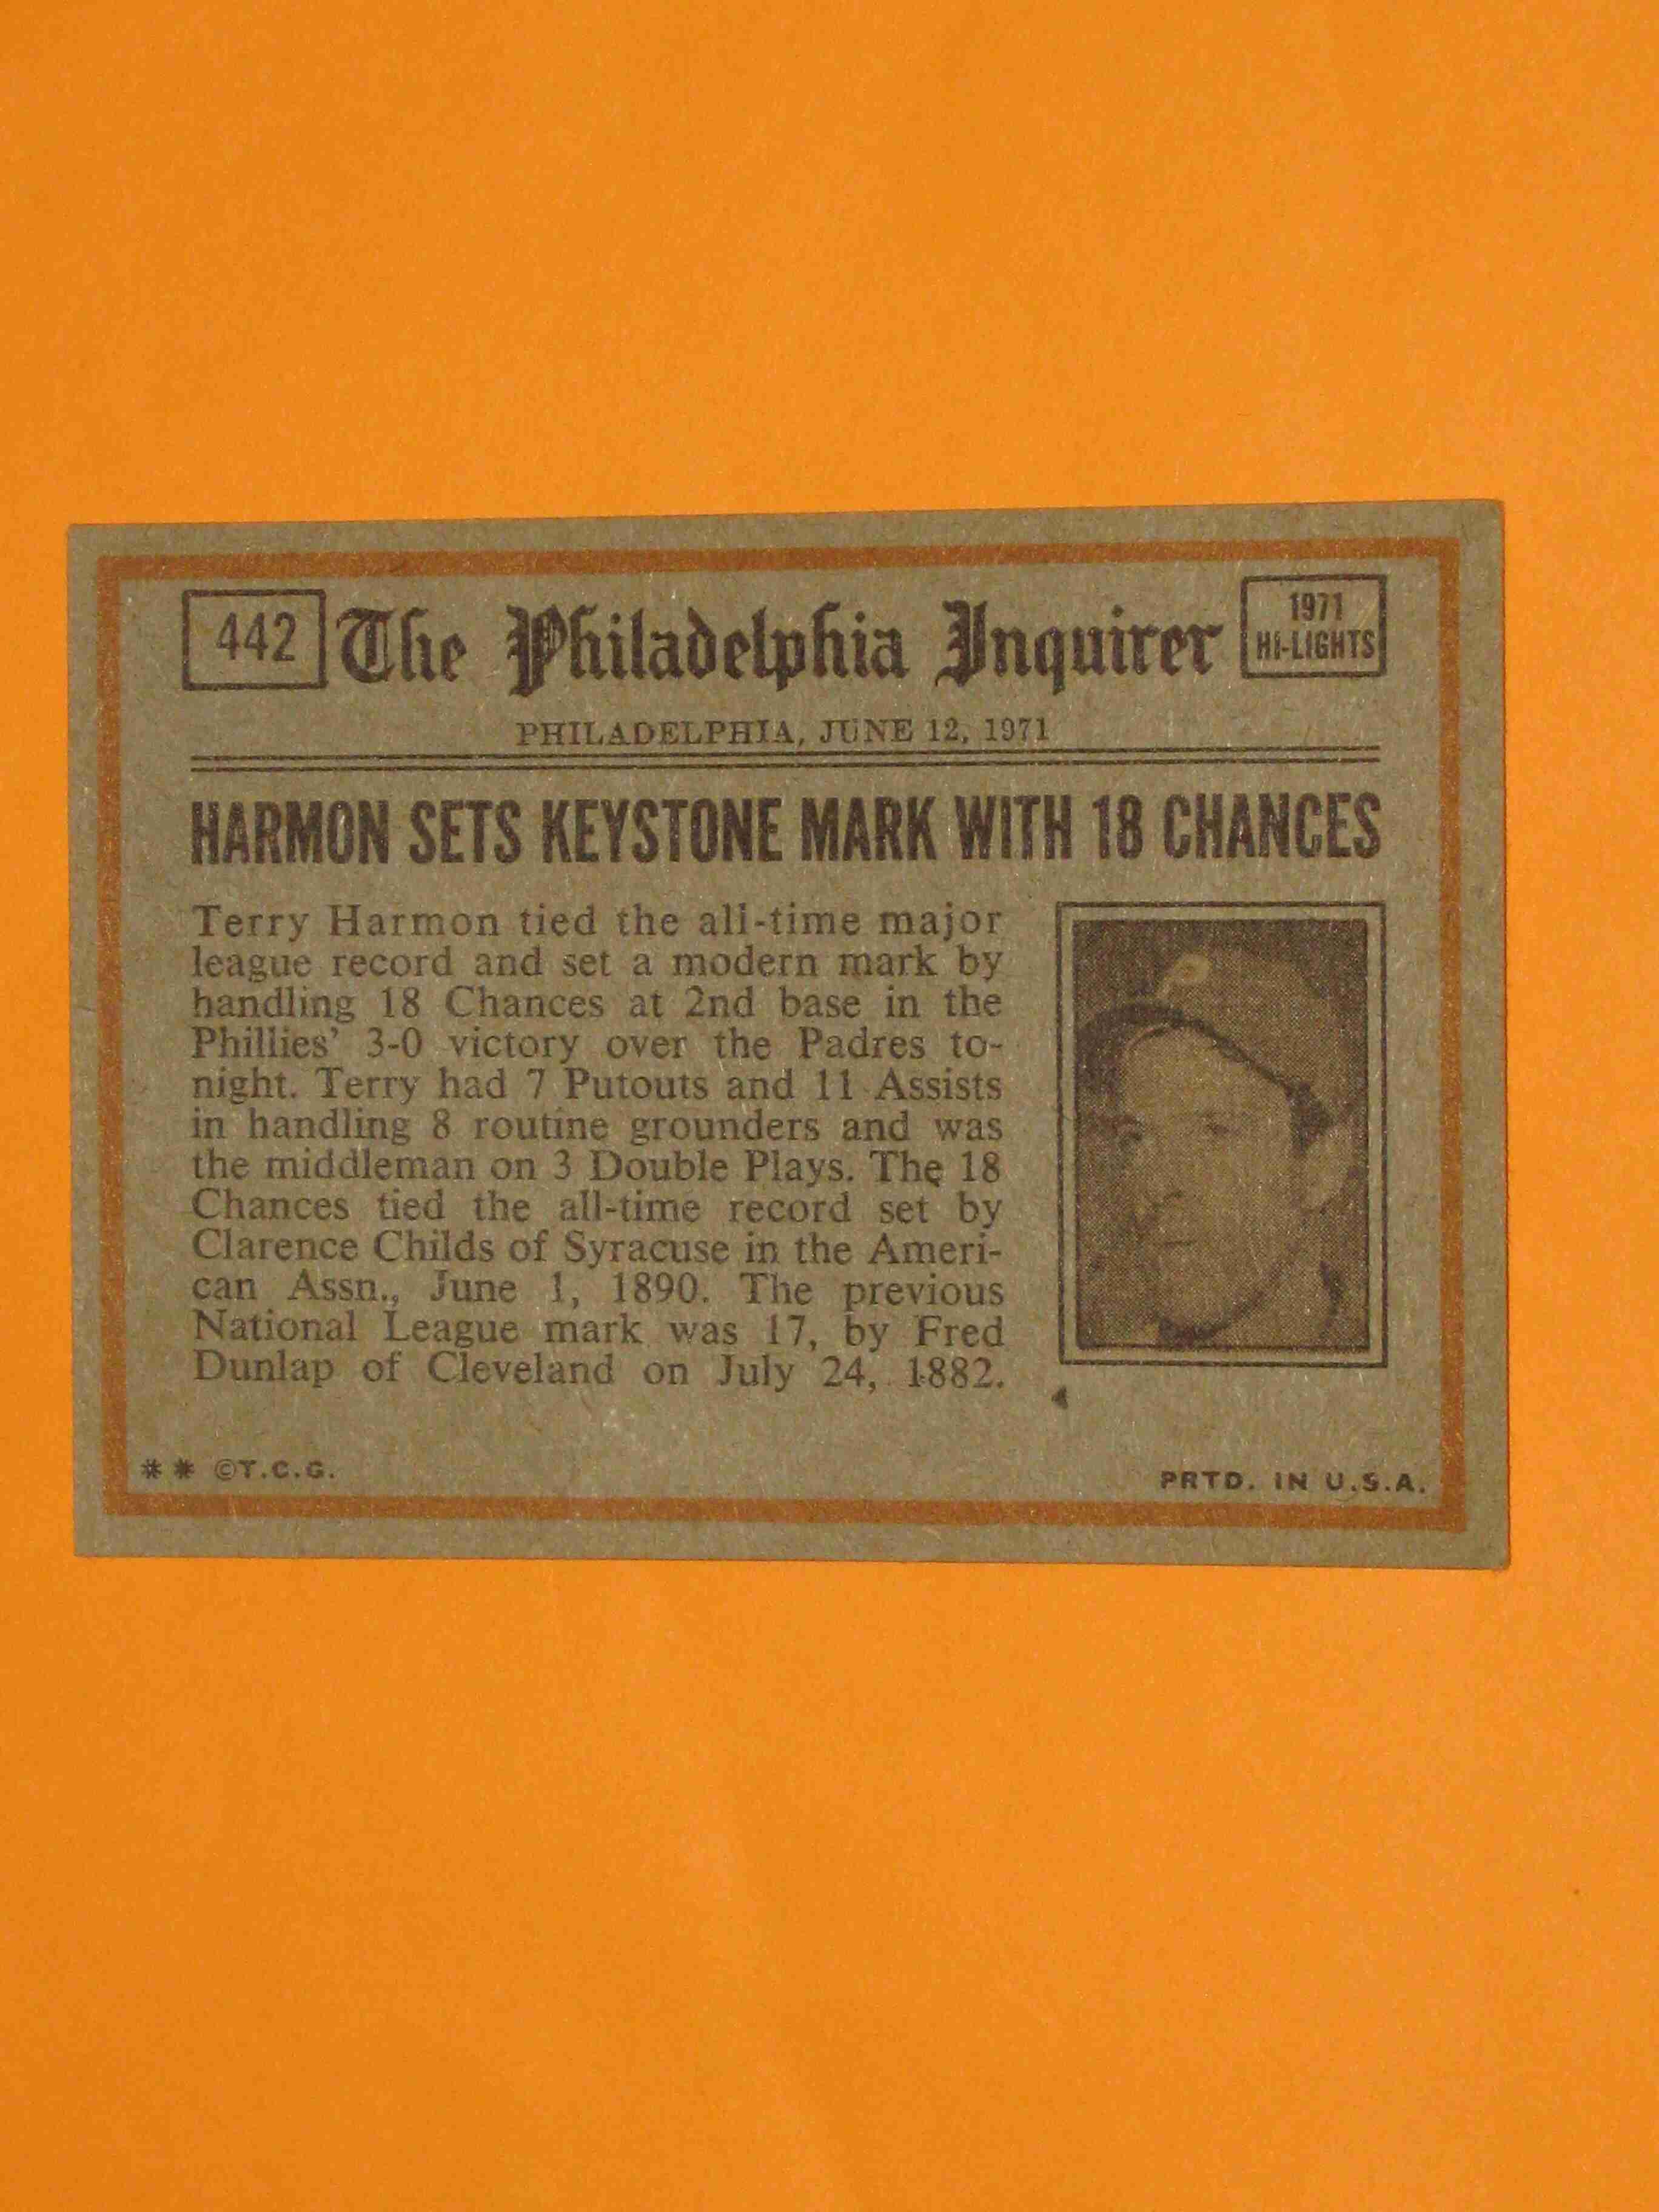 442 The Philadelphia Inquirer 1971 HI-LIGHTS
PHILADELPHIA, JUNE 12, 1971
HARMON SETS KEYSTONE MARK WITH 18 CHANCES
Terry Harmon tied the all-time major
league record and set a modern mark by
handling 18 Chances at 2nd base in the
Phillies' 3-0 victory over the Padres to-
night. Terry had 7 Putouts and 11 Assists
in handling 8 routine grounders and was
the middleman on 3 Double Plays. The 18
Chances tied the all-time record set by
Clarence Childs of Syracuse in the Ameri-
can Assn., June 1, 1890. The previous
National League mark was 17, by Fred
Dunlap of Cleveland on July 24, 1882.
** ©T.C.G.
PRTD. IN U.S.A.